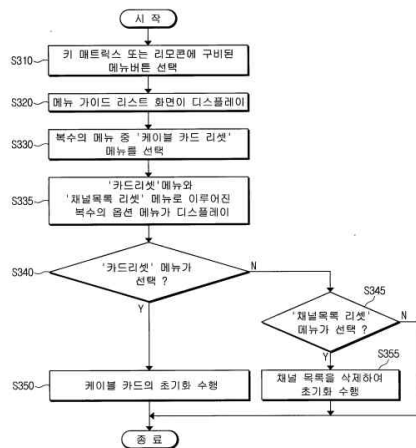 시 작
S310
키 매트릭스 또는 리모콘에 구비된
메뉴버튼 선택
S320
메뉴 가이드 리스트 화면이 디스플레이
S330
복수의 메뉴 중 '케이블 카드 리셋'
메뉴를 선택
S335
'카드리셋'메뉴와
'채널목록 리셋' 메뉴로 이루어진
복수의 옵션 메뉴가 디스플레이
S340
'카드리셋' 메뉴가
선택 ?
N
Y
S345
'채널목록 리셋'
메뉴가 선택 ?
N
Y
S350
케이블 카드의 초기화 수행
S355
채널 목록을 삭제하여
초기화 수행
종 료